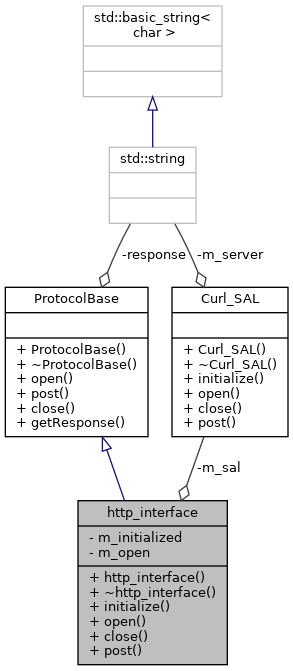 std::basic_string<
char >
std::string
-response
-m_server
ProtocolBase
+ ProtocolBase()
+ ~ProtocolBase()
+ open()
+ post()
+ close()
+ getResponse()
Curl_SAL
+ Curl_SAL()
+ ~Curl_SAL()
+ initialize()
+ open()
+ close()
+ post()
-m_sal
http_interface
- m_initialized
- m_open
+ http_interface()
+ ~http_interface()
+ initialize()
+ open()
+ close()
+ post()